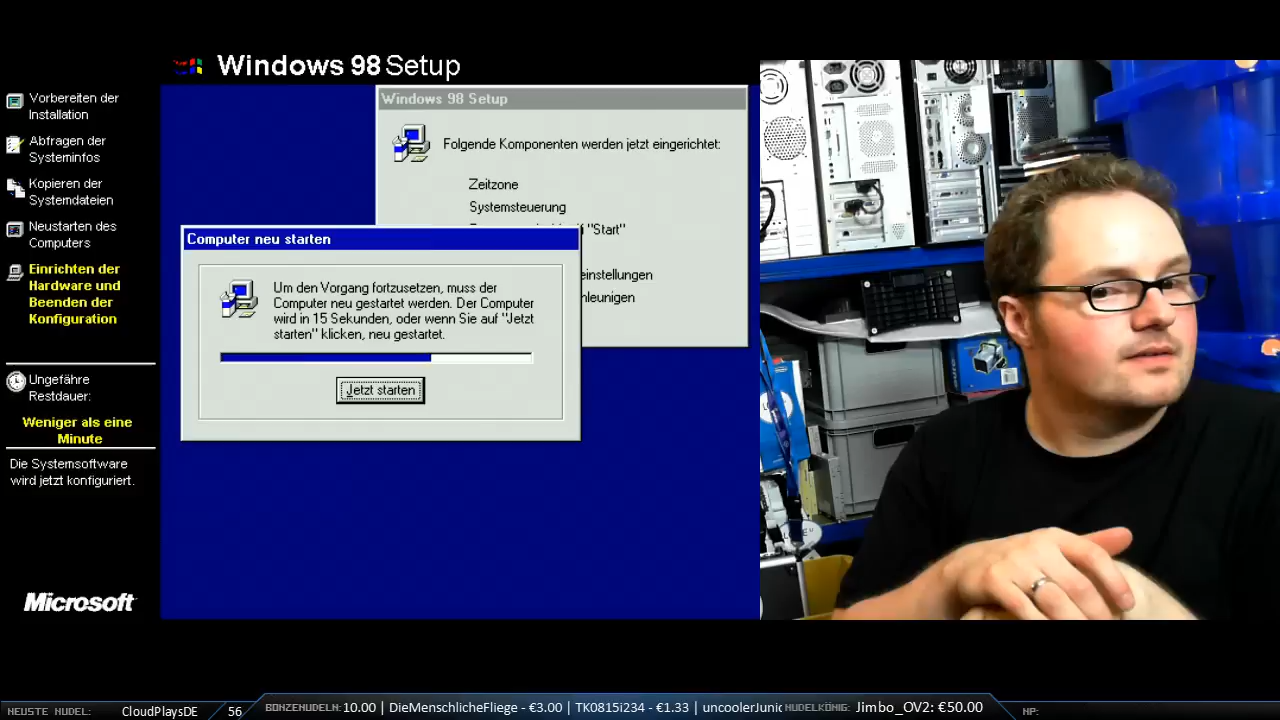 Windows 98 Setup
Vorbereiten der
Installation
Abfragen der
Systeminfos
Kopieren der
Systemdateien
Neustarten des
Computers
Einrichten der
Hardware und
Beenden der
Konfiguration
Ungefähre
Restdauer:
Weniger als eine
Minute
Die Systemsoftware
wird jetzt konfiguriert.
Microsoft
Windows 98 Setup
Folgende Komponenten werden jetzt eingerichtet:
Zeitzone
Systemsteuerung
"Start"
einstellungen
hleunigen
Computer neu starten
Um den Vorgang fortzusetzen, muss der
Computer neu gestartet werden. Der Computer
wird in 15 Sekunden, oder wenn Sie auf "Jetzt
starten" klicken, neu gestartet.
Jetzt starten
NEUSTE NUDEL: CloudPlaysDE 56 BONZENUDELN: 10.00 | DieMenschlicheFliege - €3.00 | TK0815i234 - €1.33 | uncoolerJunic NUDELKÖNIG: Jimbo_OV2: €50.00 HP: